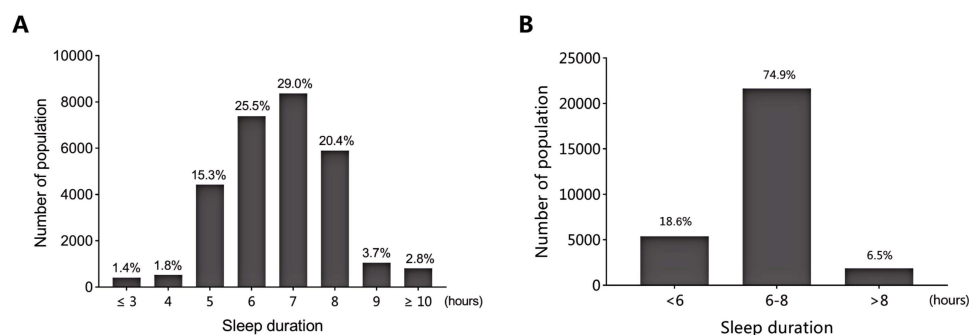 A
Number of population
10000
8000
6000
4000
2000
0
1.4%
1.8%
15.3%
25.5%
29.0%
20.4%
3.7%
2.8%
≤ 3 4 5 6 7 8 9 ≥ 10 (hours)
Sleep duration
B
Number of population
25000
20000
15000
10000
5000
0
18.6%
74.9%
6.5%
<6 6-8 >8 (hours)
Sleep duration